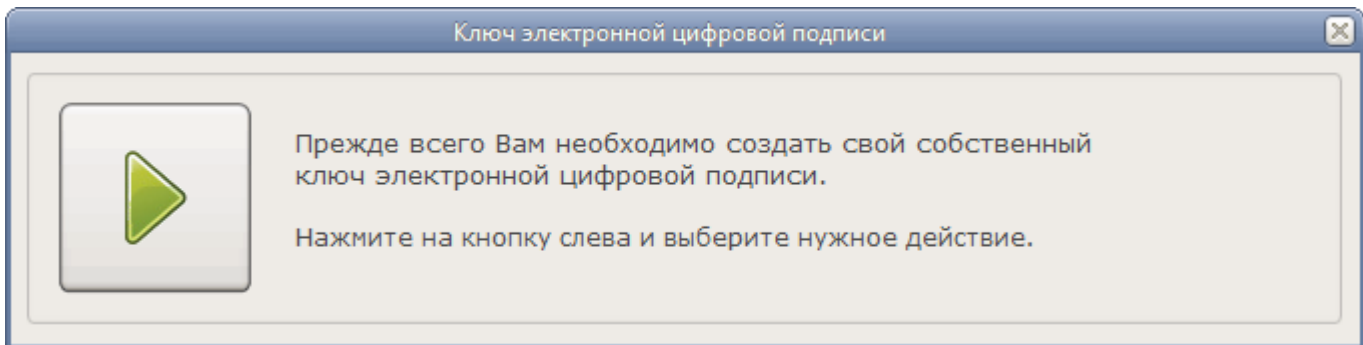 Ключ электронной цифровой подписи
Прежде всего Вам необходимо создать свой собственный
ключ электронной цифровой подписи.
Нажмите на кнопку слева и выберите нужное действие.